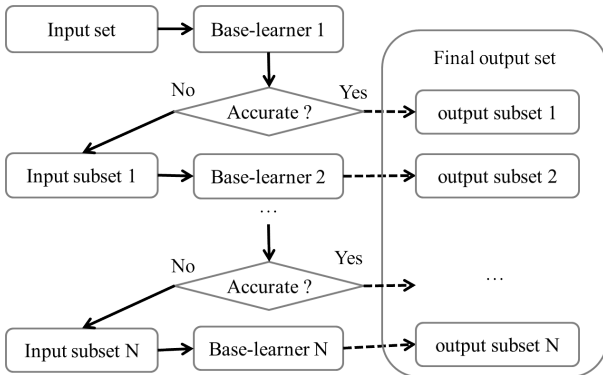 Input set
Base-learner 1
Final output set
No
Yes
Accurate ?
output subset 1
Input subset 1
Base-learner 2
output subset 2
...
No
Yes
Accurate ?
...
Input subset N
Base-learner N
output subset N